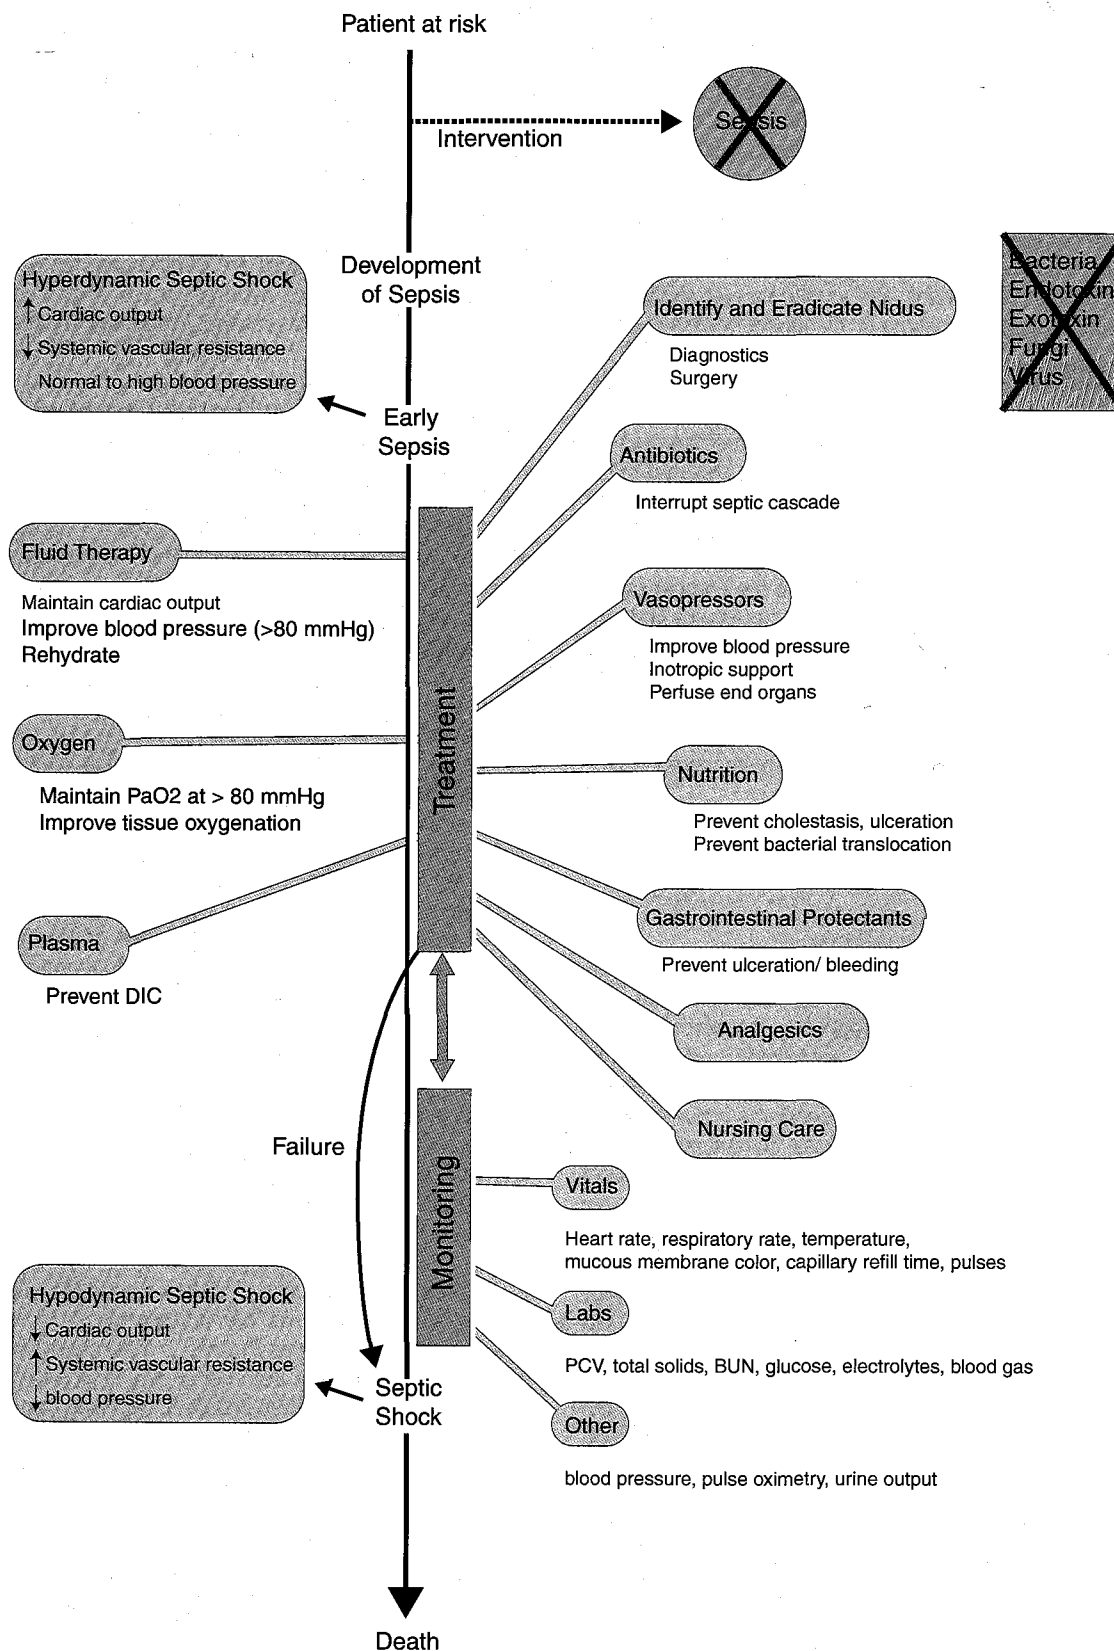 Patient at risk
Intervention
Sepsis
Hyperdynamic Septic Shock
↑ Cardiac output
↓ Systemic vascular resistance
Normal to high blood pressure
Development
of Sepsis
Early
Sepsis
Identify and Eradicate Nidus
Diagnostics
Surgery
Bacteria
Endotoxin
Exotoxin
Fungi
Virus
Antibiotics
Interrupt septic cascade
Fluid Therapy
Maintain cardiac output
Improve blood pressure (>80 mmHg)
Rehydrate
Vasopressors
Improve blood pressure
Inotropic support
Perfuse end organs
Treatment
Oxygen
Maintain PaO2 at > 80 mmHg
Improve tissue oxygenation
Nutrition
Prevent cholestasis, ulceration
Prevent bacterial translocation
Plasma
Prevent DIC
Gastrointestinal Protectants
Prevent ulceration/ bleeding
Analgesics
Nursing Care
Failure
Monitoring
Vitals
Heart rate, respiratory rate, temperature,
mucous membrane color, capillary refill time, pulses
Labs
PCV, total solids, BUN, glucose, electrolytes, blood gas
Other
blood pressure, pulse oximetry, urine output
Hypodynamic Septic Shock
↓ Cardiac output
↑ Systemic vascular resistance
↓ blood pressure
Septic
Shock
Death